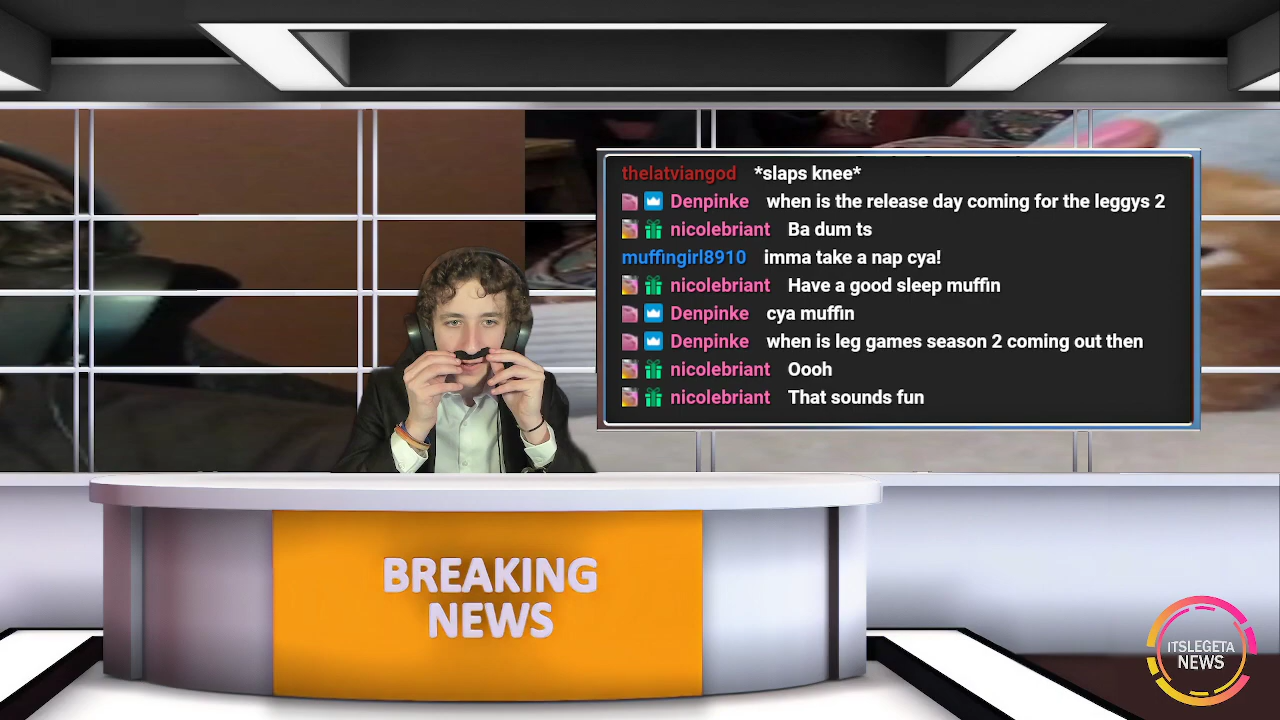 thelatviangod *slaps knee*
Denpinke when is the release day coming for the leggys 2
nicolebriant Ba dum ts
muffingirl8910 imma take a nap cya!
nicolebriant Have a good sleep muffin
Denpinke cya muffin
Denpinke when is leg games season 2 coming out then
nicolebriant Oooh
nicolebriant That sounds fun
BREAKING
NEWS
ITSLEGETA
NEWS